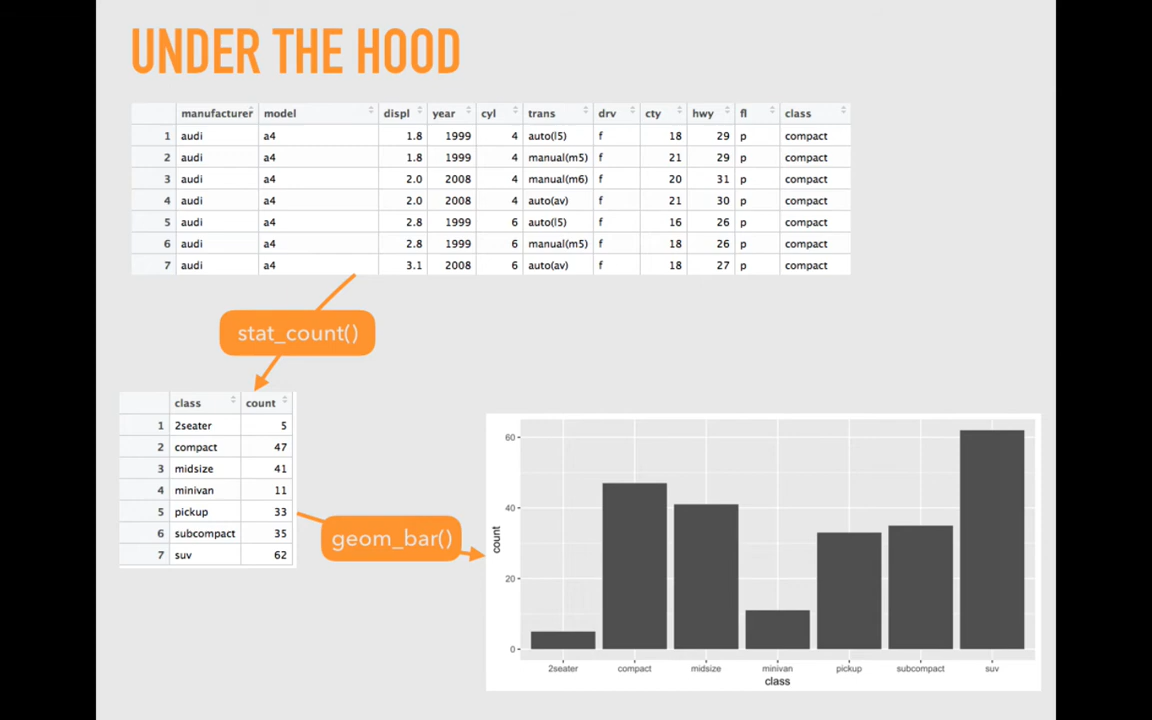 UNDER THE HOOD
manufacturer model displ year cyl trans drv cty hwy fl class
1 audi a4 1.8 1999 4 auto(l5) f 18 29 p compact
2 audi a4 1.8 1999 4 manual(m5) f 21 29 p compact
3 audi a4 2.0 2008 4 manual(m6) f 20 31 p compact
4 audi a4 2.0 2008 4 auto(av) f 21 30 p compact
5 audi a4 2.8 1999 6 auto(l5) f 16 26 p compact
6 audi a4 2.8 1999 6 manual(m5) f 18 26 p compact
7 audi a4 3.1 2008 6 auto(av) f 18 27 p compact
stat_count()
class count
1 2seater 5
2 compact 47
3 midsize 41
4 minivan 11
5 pickup 33
6 subcompact 35
7 suv 62
geom_bar()
60
40
20
0
count
2seater compact midsize minivan pickup subcompact suv
class